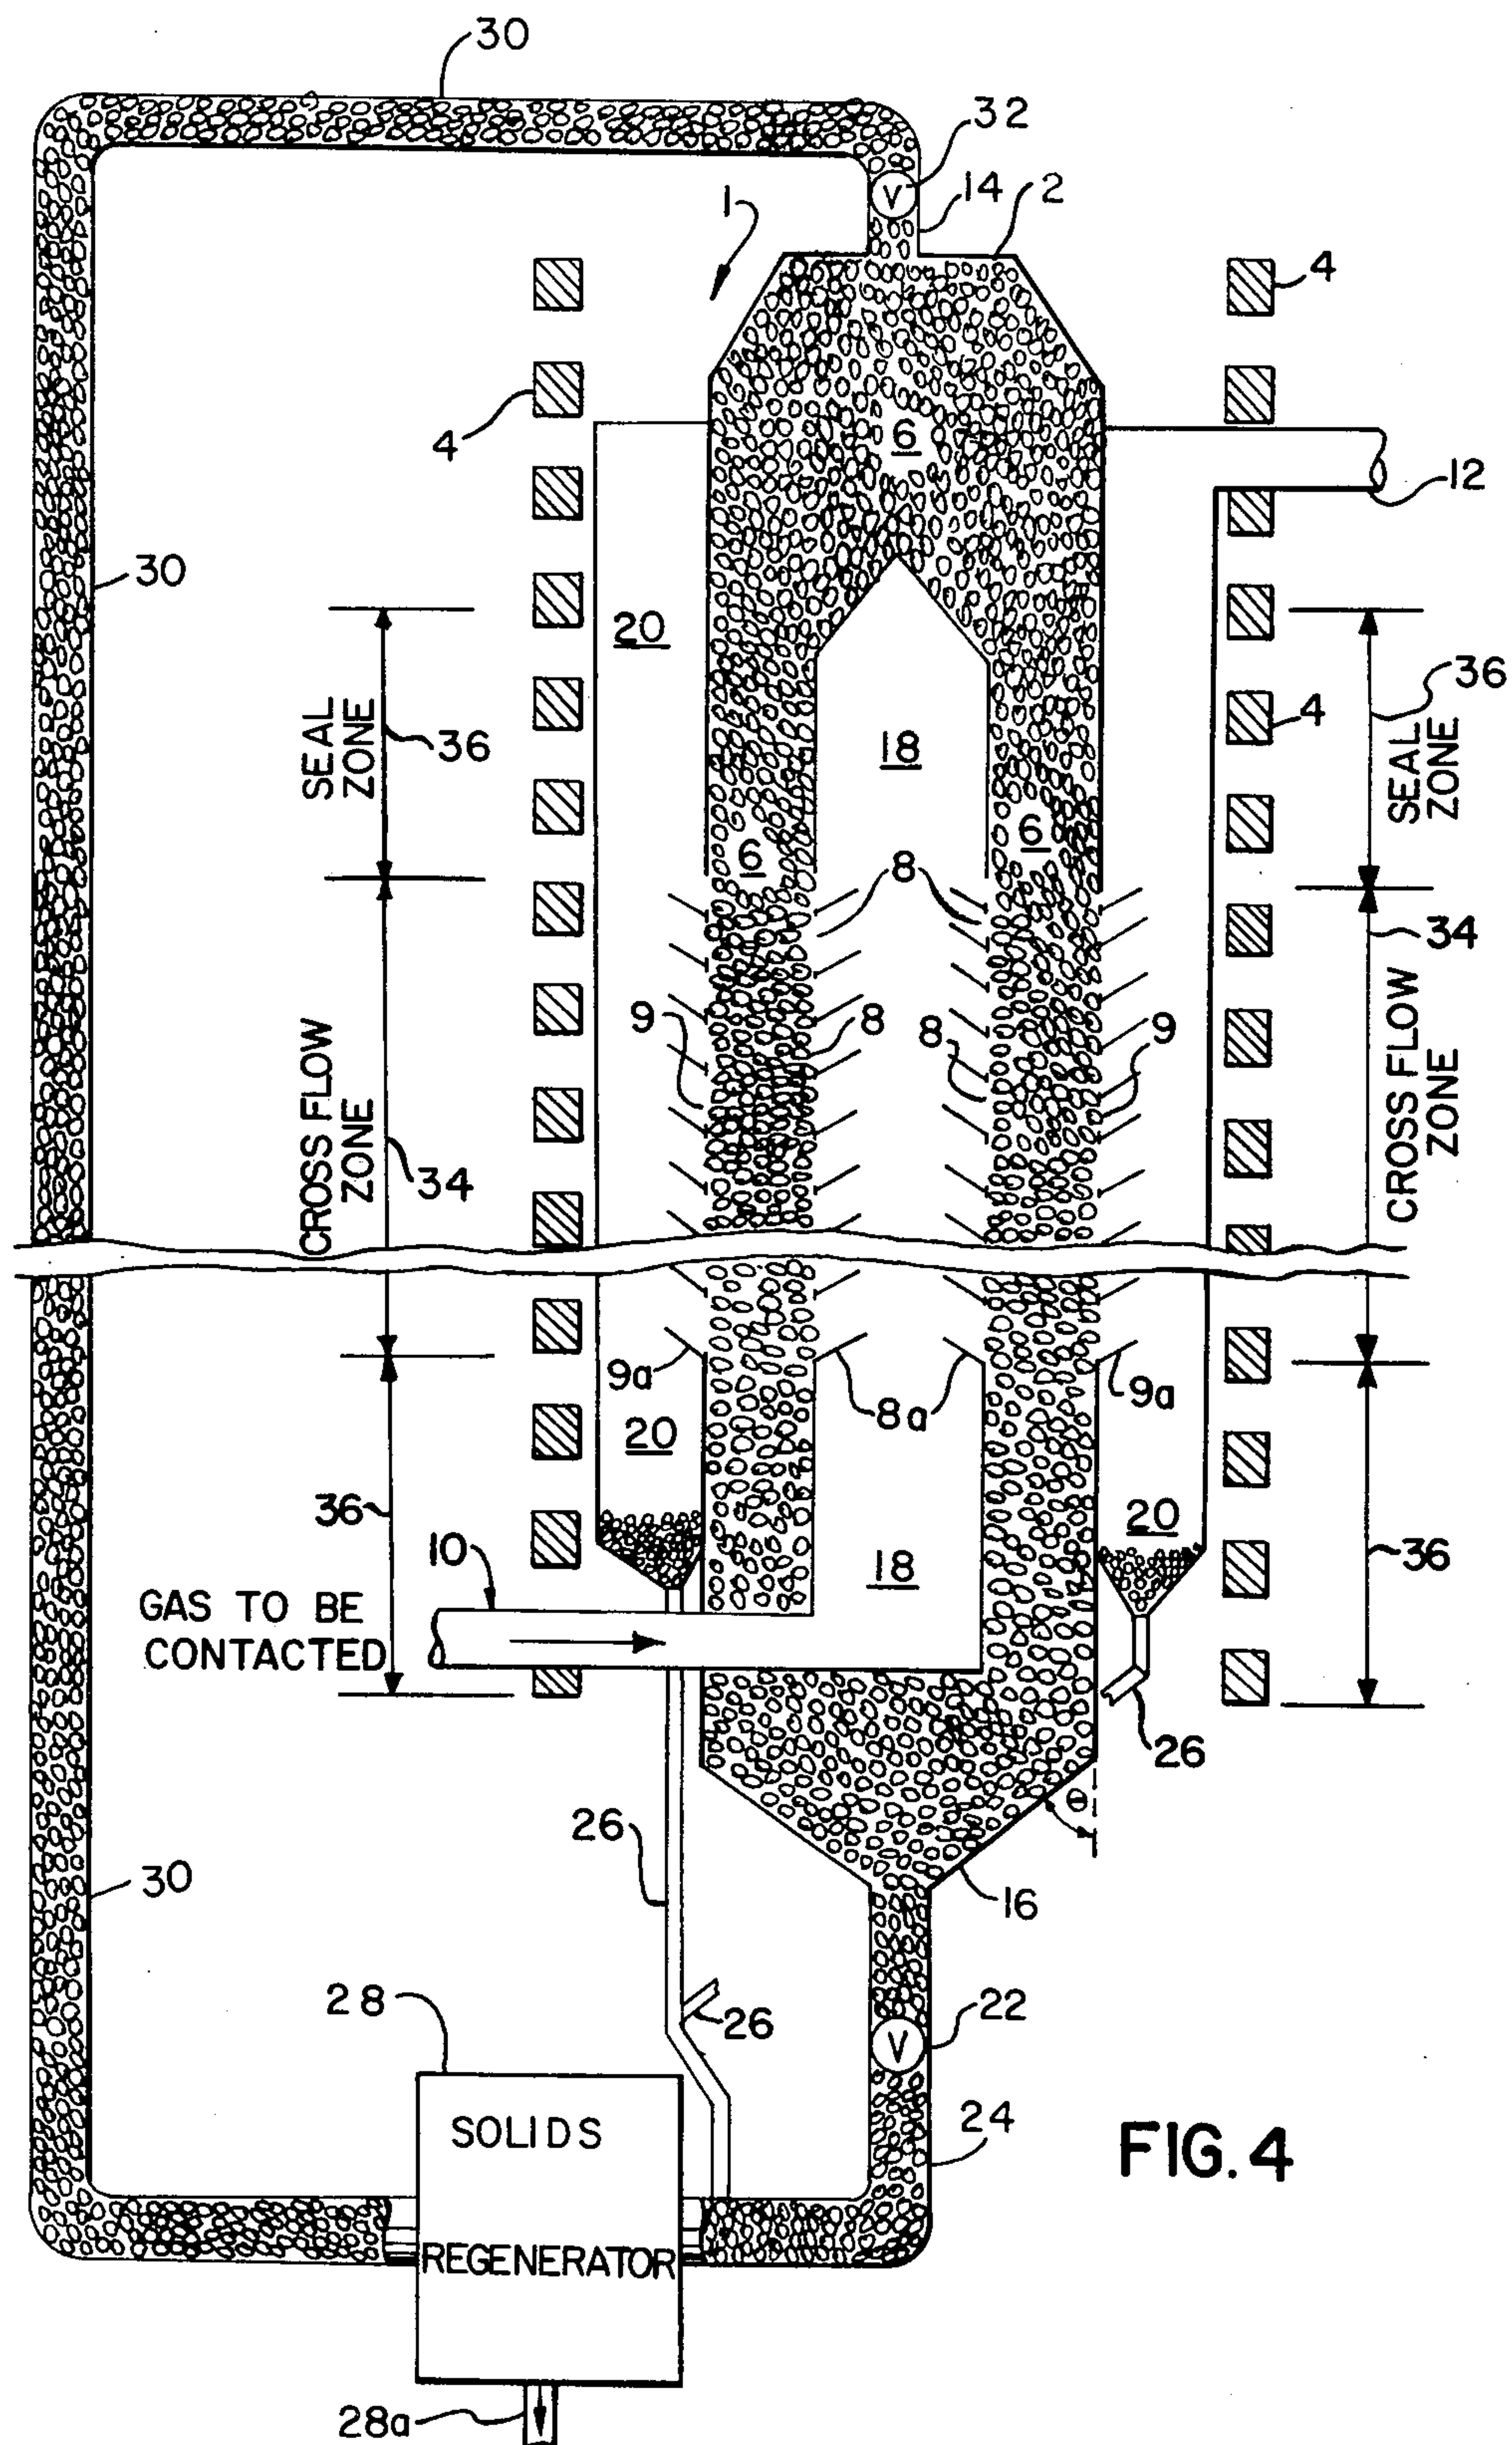 30
32
14
2
1
4
4
6
12
30
20
SEAL
ZONE
36
18
4
36
SEAL
ZONE
6
6
8
34
CROSS FLOW
ZONE
9
8
8
9
CROSS FLOW
ZONE
34
9a
8a
9a
20
36
10
18
20
36
GAS TO BE
CONTACTED
26
θ
26
16
30
28
26
22
V
V
SOLIDS
REGENERATOR
24
FIG. 4
28a